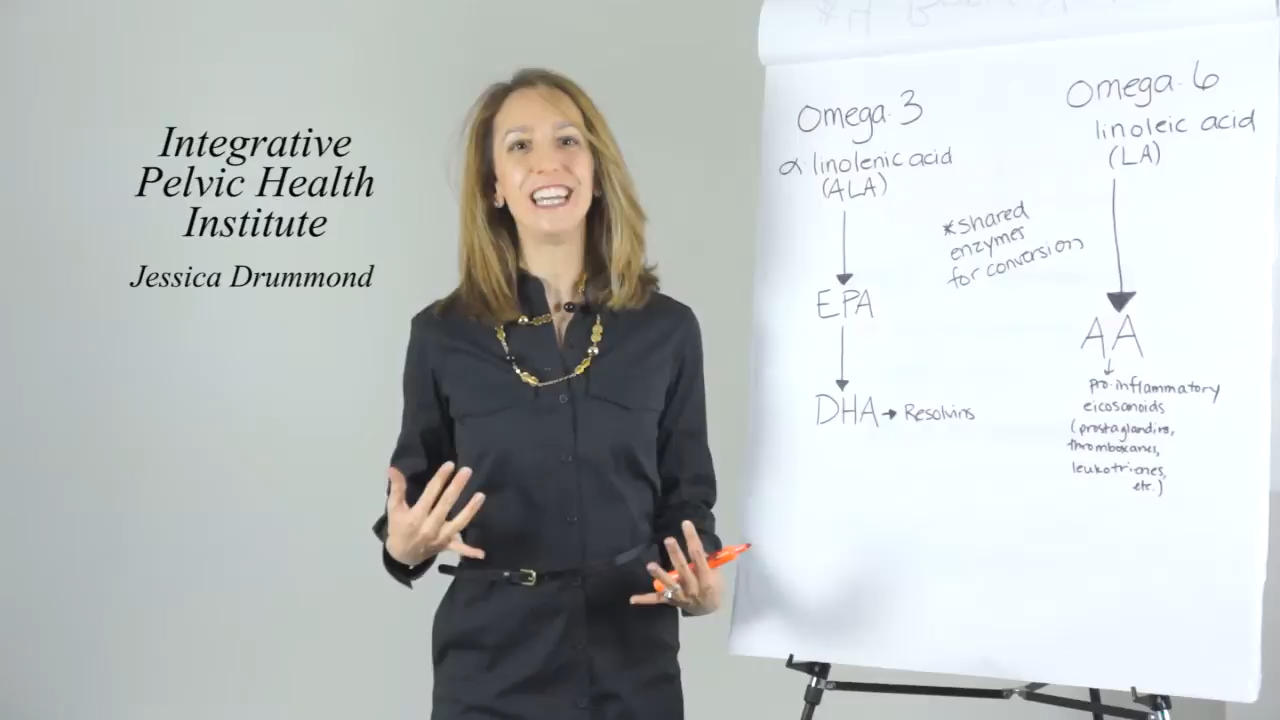 Integrative
Pelvic Health
Institute
Jessica Drummond
Omega-3
α-linolenic acid
(ALA)
EPA
DHA → Resolvins
*shared
enzymes
for conversion
Omega-6
linoleic acid
(LA)
AA
pro-inflammatory
eicosanoids
(prostaglandins,
thromboxanes,
leukotrienes,
etc.)